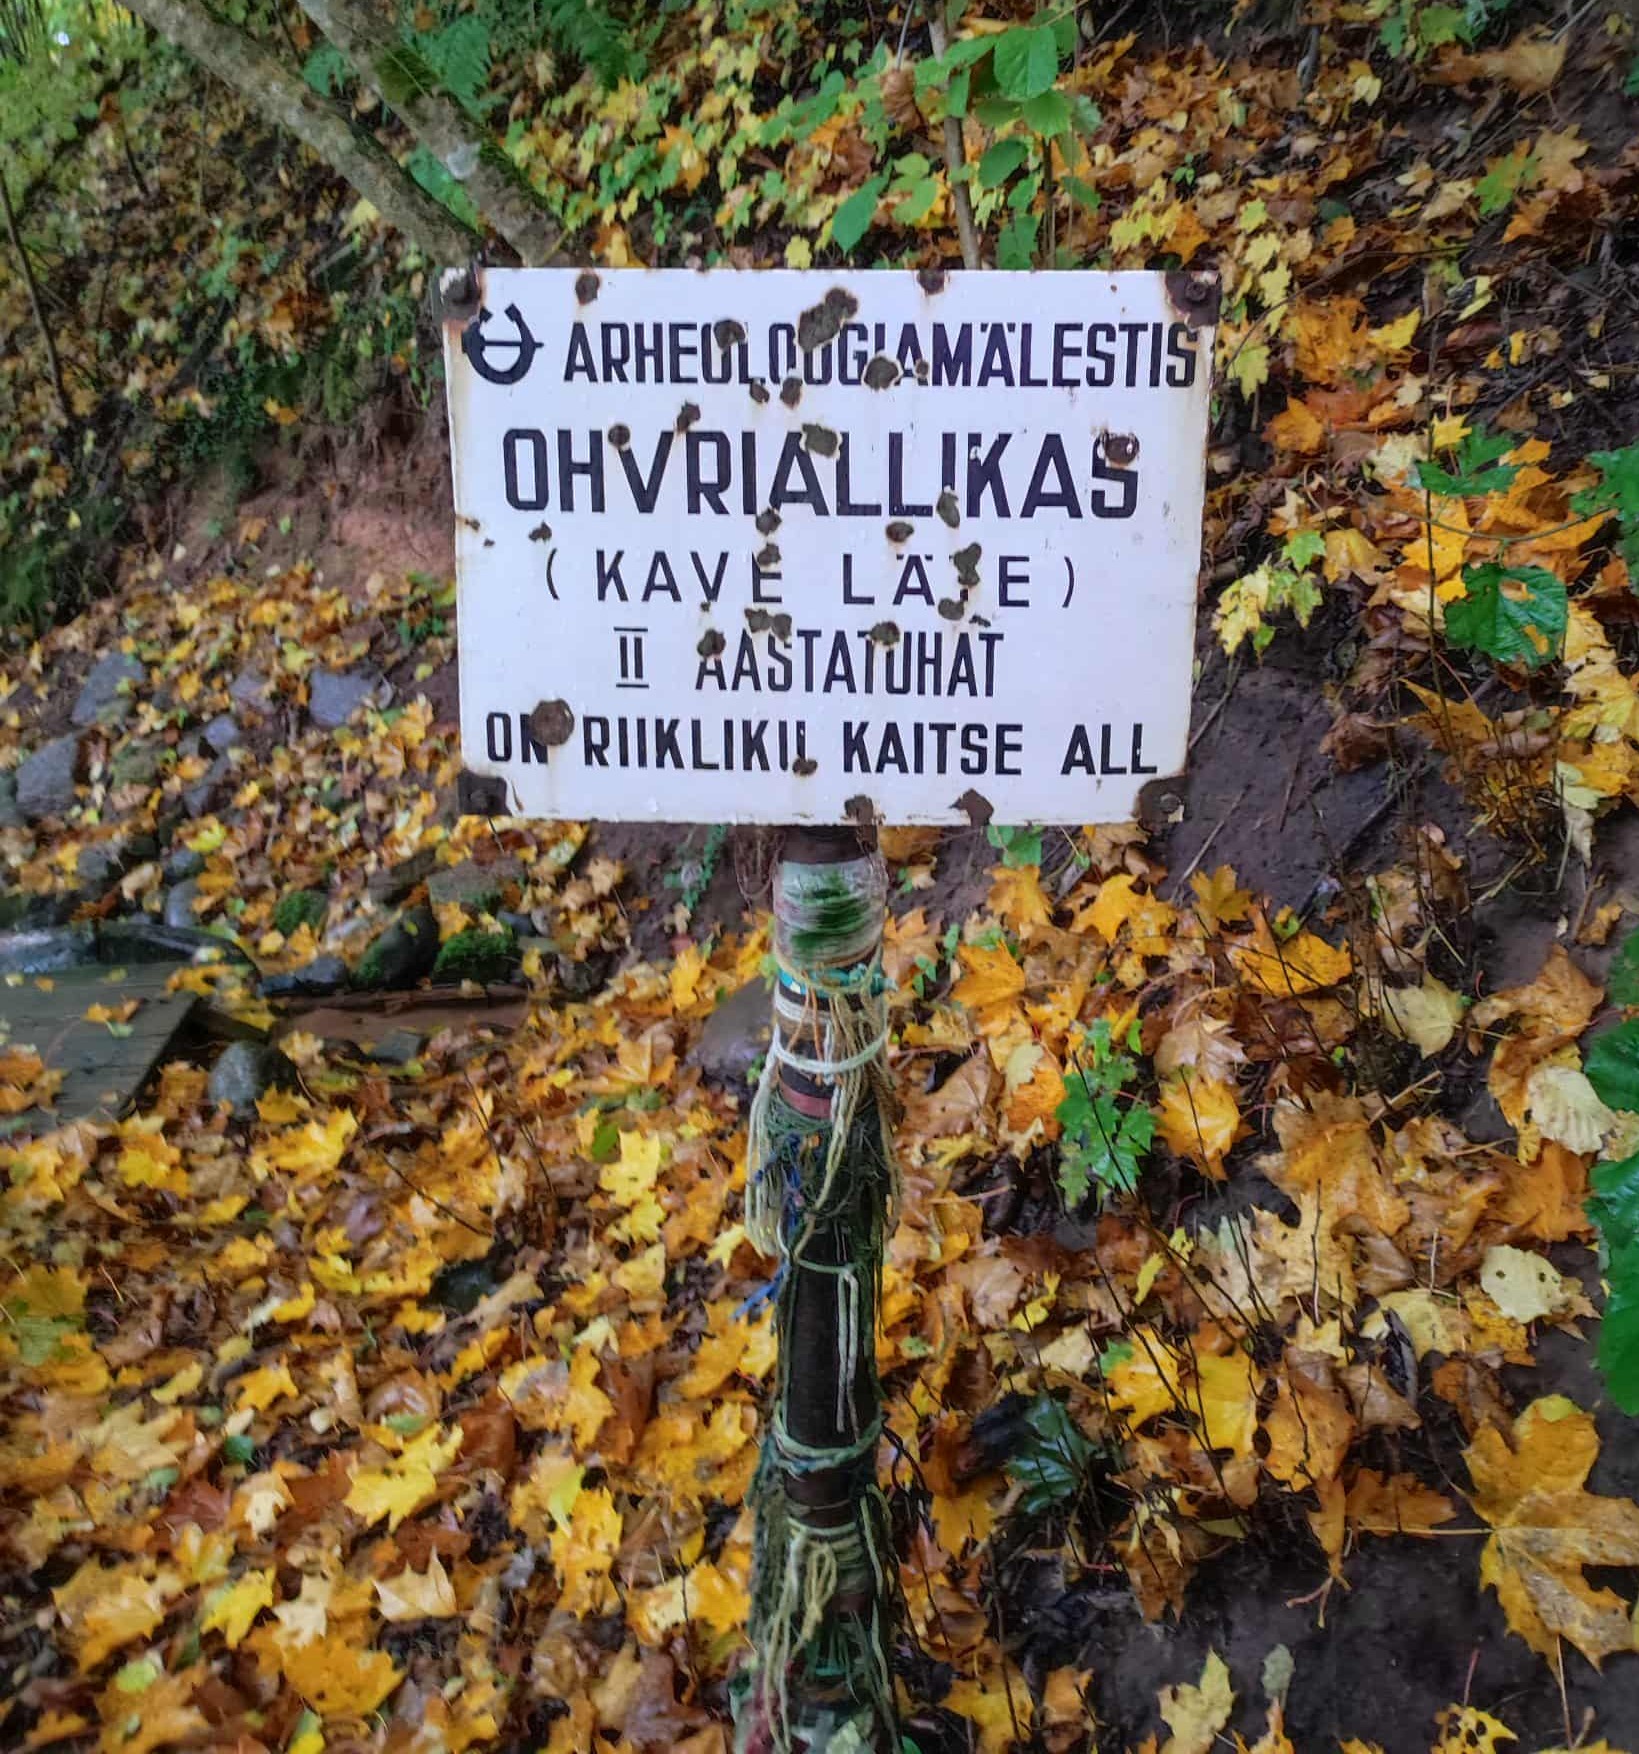 ARHEOLOOGIAMÄLESTIS
OHVRIALLIKAS
( KAVE LÄTE )
II AASTATUHAT
ON RIIKLIKU KAITSE ALL